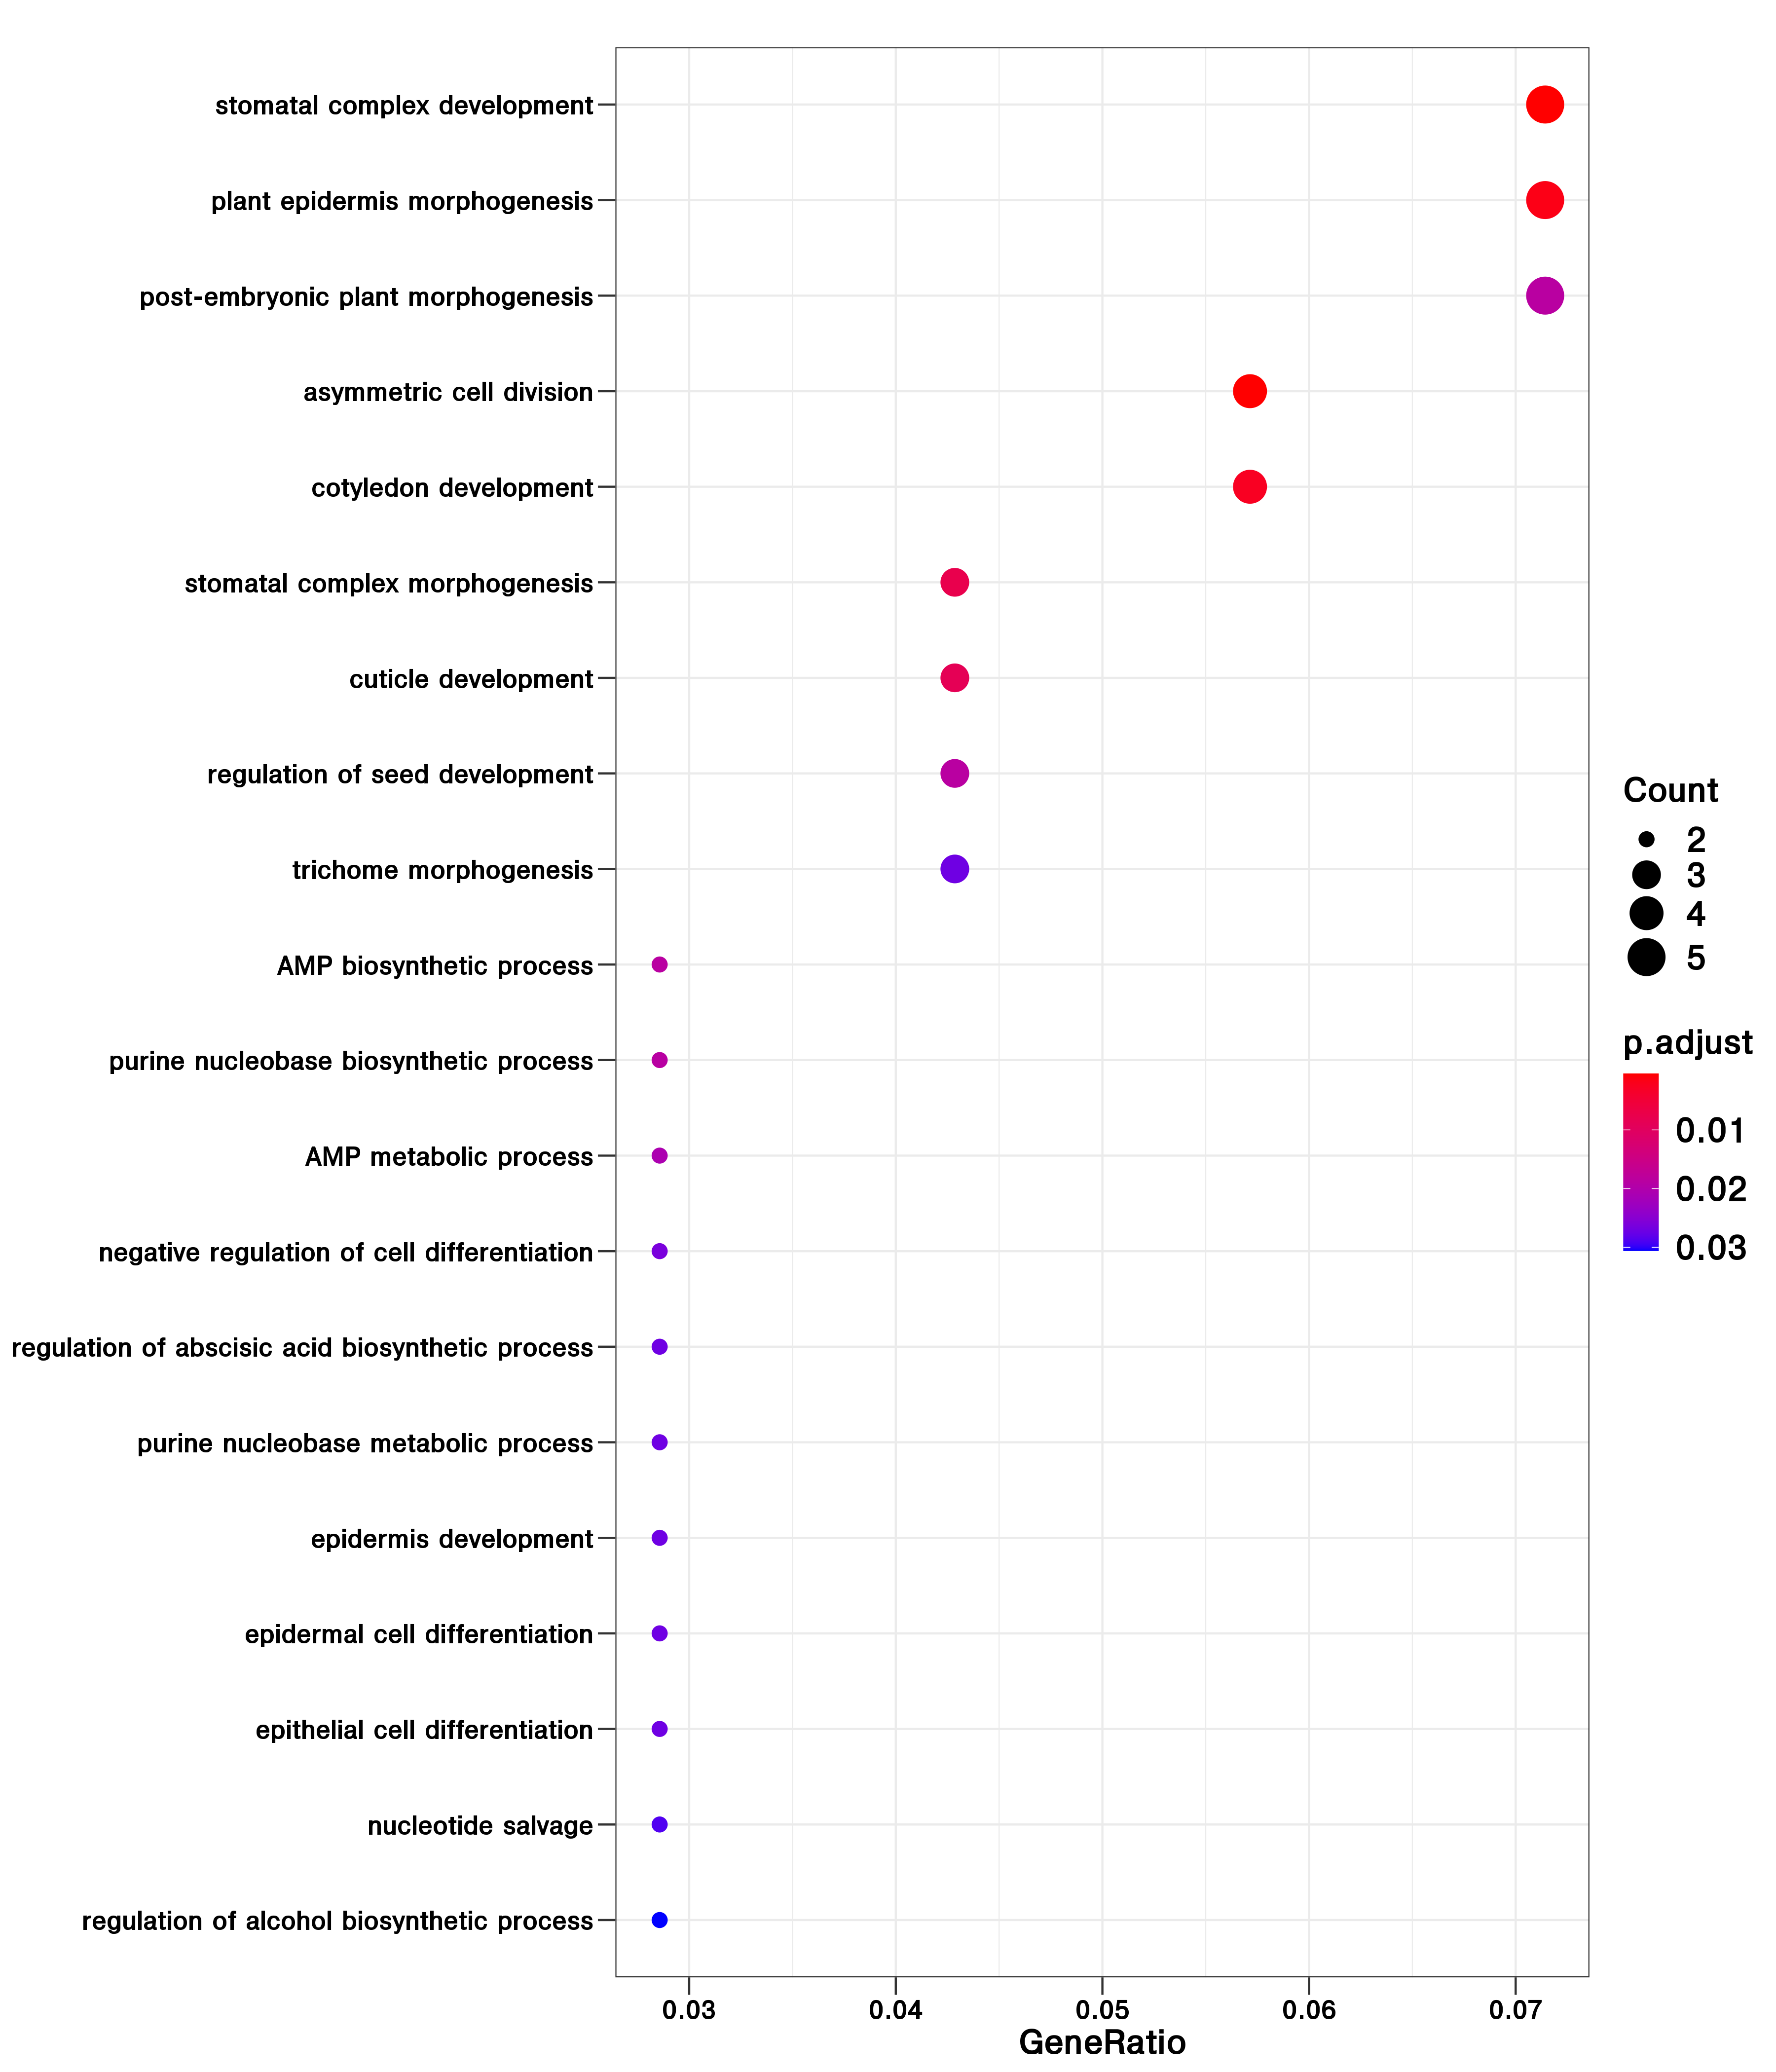 stomatal complex development
plant epidermis morphogenesis
post-embryonic plant morphogenesis
asymmetric cell division
cotyledon development
stomatal complex morphogenesis
cuticle development
regulation of seed development
trichome morphogenesis
AMP biosynthetic process
purine nucleobase biosynthetic process
AMP metabolic process
negative regulation of cell differentiation
regulation of abscisic acid biosynthetic process
purine nucleobase metabolic process
epidermis development
epidermal cell differentiation
epithelial cell differentiation
nucleotide salvage
regulation of alcohol biosynthetic process
0.03 0.04 0.05 0.06 0.07
GeneRatio
Count
2
3
4
5
p.adjust
0.01
0.02
0.03